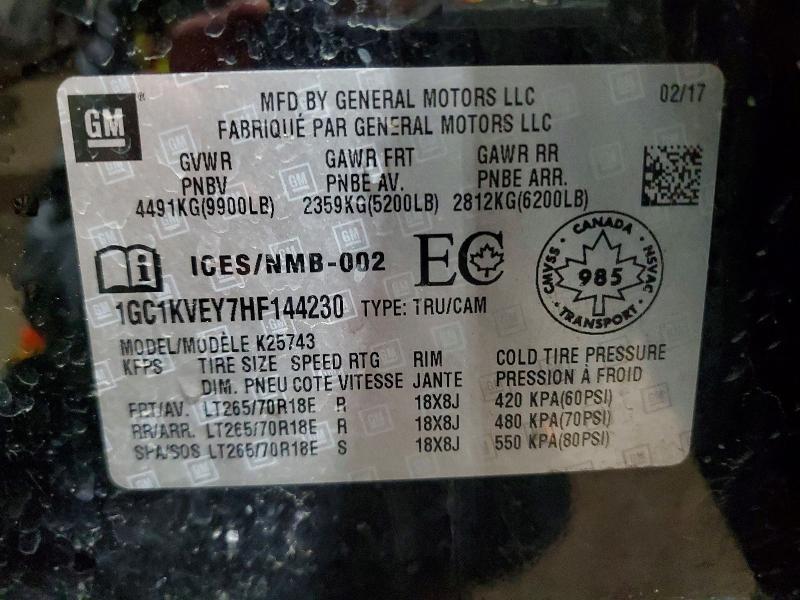 GM
MFD BY GENERAL MOTORS LLC 02/17
FABRIQUÉ PAR GENERAL MOTORS LLC
GVWR GAWR FRT GAWR RR
PNBV PNBE AV. PNBE ARR.
4491KG(9900LB) 2359KG(5200LB) 2812KG(6200LB)
ICES/NMB-002 EC
CANADA CMVSS NSVAC 985 TRANSPORT
1GC1KVEY7HF144230 TYPE: TRU/CAM
MODEL/MODÈLE K25743
KFPS TIRE SIZE SPEED RTG RIM COLD TIRE PRESSURE
DIM. PNEU COTE VITESSE JANTE PRESSION À FROID
FRT/AV. LT265/70R18E R 18X8J 420 KPA(60PSI)
RR/ARR. LT265/70R18E R 18X8J 480 KPA(70PSI)
SPA/SOS LT265/70R18E S 18X8J 550 KPA(80PSI)